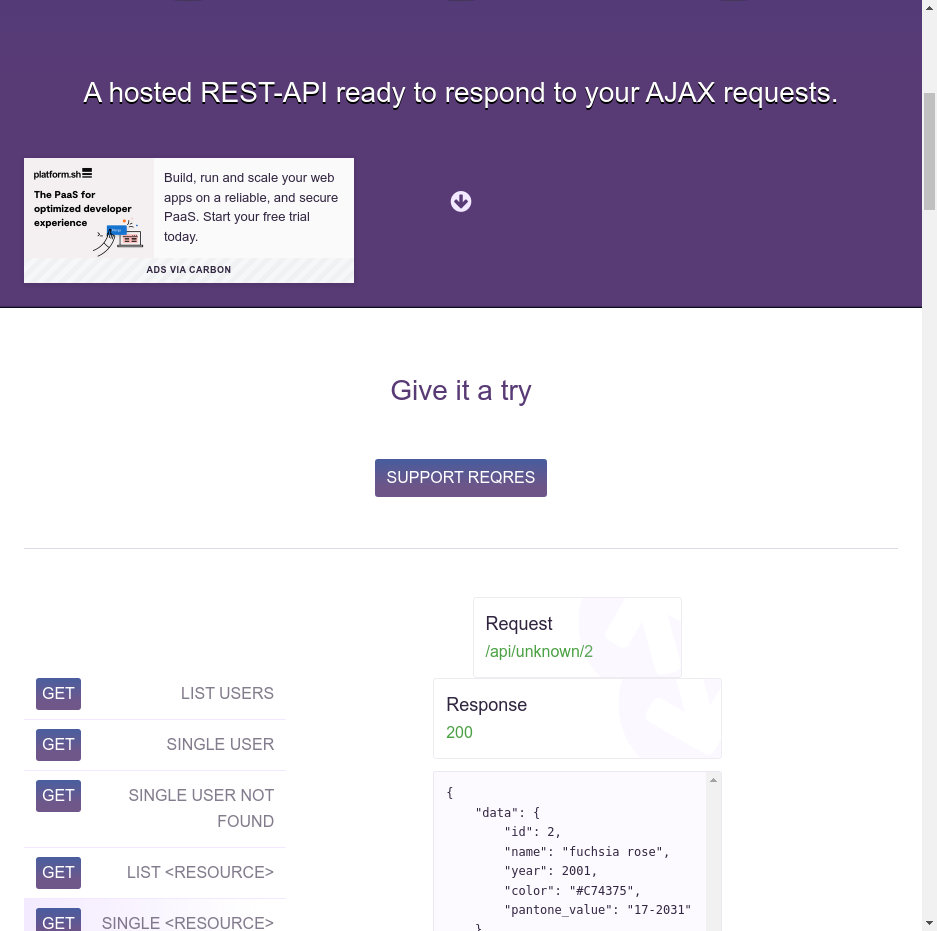 A hosted REST-API ready to respond to your AJAX requests.
platform.sh
The PaaS for
optimized developer
experience
Build, run and scale your web
apps on a reliable, and secure
PaaS. Start your free trial
today.
ADS VIA CARBON
Give it a try
SUPPORT REQRES
Request
/api/unknown/2
Response
200
GET LIST USERS
GET SINGLE USER
GET SINGLE USER NOT
FOUND
GET LIST <RESOURCE>
GET SINGLE <RESOURCE>
{
    "data": {
        "id": 2,
        "name": "fuchsia rose",
        "year": 2001,
        "color": "#C74375",
        "pantone_value": "17-2031"
    }